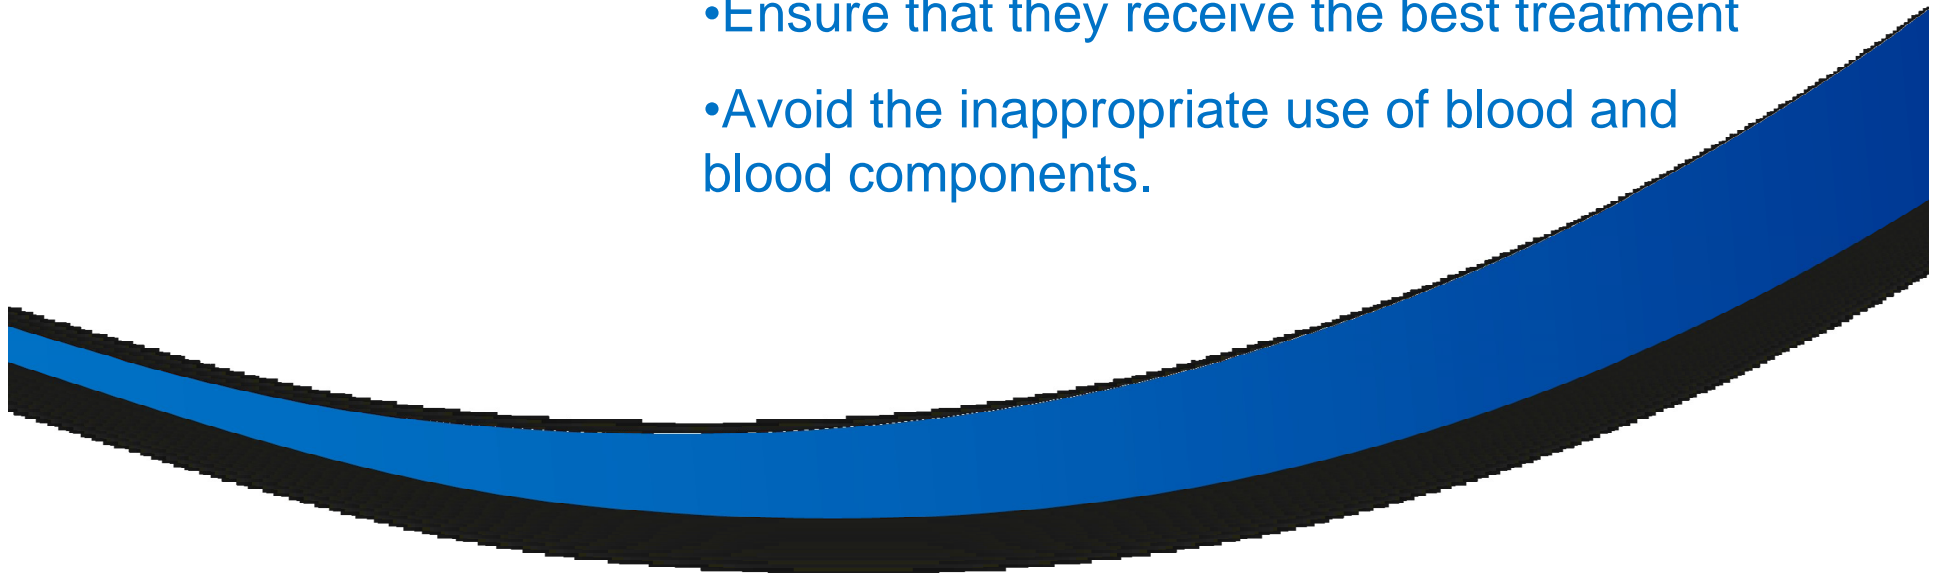 •Ensure that they receive the best treatment
•Avoid the inappropriate use of blood and
blood components.